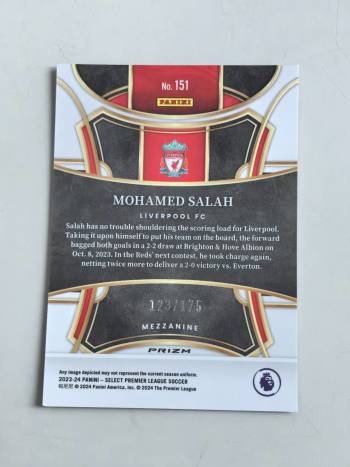 No. 151
PANINI
MOHAMED SALAH
LIVERPOOL FC
Salah has no trouble shouldering the scoring load for Liverpool.
Taking it upon himself to put his team on the board, the forward
bagged both goals in a 2-2 draw at Brighton & Hove Albion on
Oct. 8, 2023. In the Reds' next contest, he took charge again,
netting twice more to deliver a 2-0 victory vs. Everton.
123/175
MEZZANINE
PRIZM
Any image depicted may not represent the current season uniform.
2023-24 PANINI – SELECT PREMIER LEAGUE SOCCER
帕尼尼 © 2024 Panini America, Inc. © 2024 The Premier League